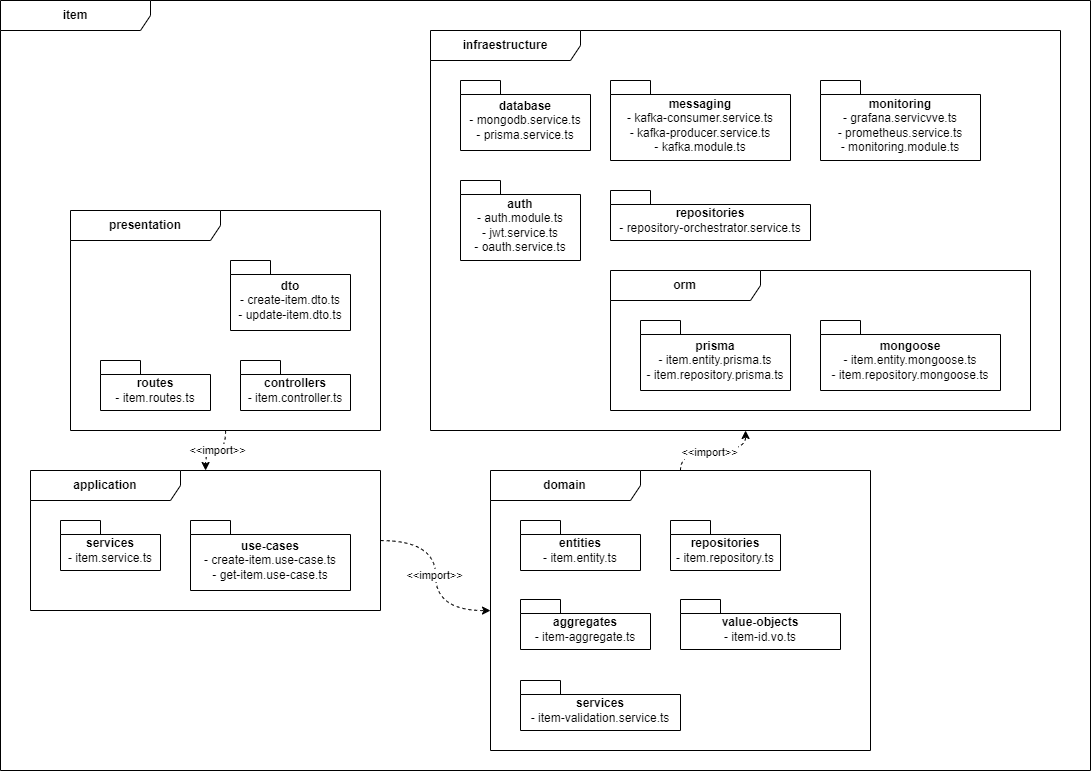 item
infraestructure
database
- mongodb.service.ts
- prisma.service.ts
messaging
- kafka-consumer.service.ts
- kafka-producer.service.ts
- kafka.module.ts
monitoring
- grafana.servicvve.ts
- prometheus.service.ts
- monitoring.module.ts
auth
- auth.module.ts
- jwt.service.ts
- oauth.service.ts
repositories
- repository-orchestrator.service.ts
orm
prisma
- item.entity.prisma.ts
- item.repository.prisma.ts
mongoose
- item.entity.mongoose.ts
- item.repository.mongoose.ts
presentation
dto
- create-item.dto.ts
- update-item.dto.ts
routes
- item.routes.ts
controllers
- item.controller.ts
<<import>>
<<import>>
application
services
- item.service.ts
use-cases
- create-item.use-case.ts
- get-item.use-case.ts
<<import>>
domain
entities
- item.entity.ts
repositories
- item.repository.ts
aggregates
- item-aggregate.ts
value-objects
- item-id.vo.ts
services
- item-validation.service.ts